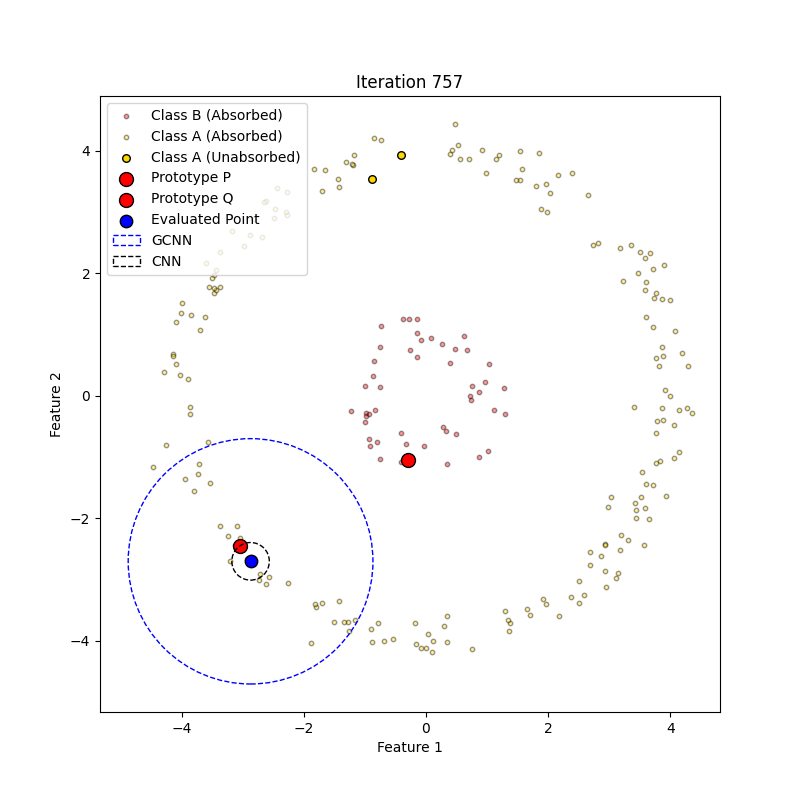 Iteration 757
Class B (Absorbed)
Class A (Absorbed)
Class A (Unabsorbed)
Prototype P
Prototype Q
Evaluated Point
GCNN
CNN
4
2
0
−2
−4
Feature 2
−4 −2 0 2 4
Feature 1